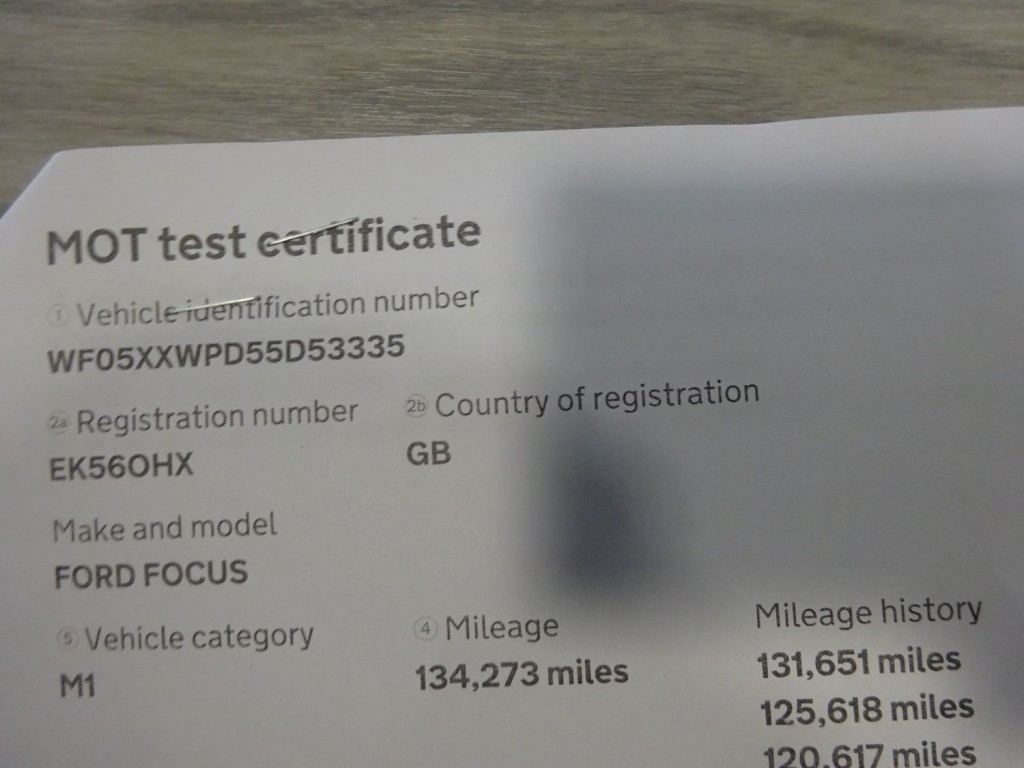 MOT test certificate
1 Vehicle identification number
WF05XXWPD55D53335
2a Registration number
2b Country of registration
EK56OHX
GB
Make and model
FORD FOCUS
5 Vehicle category
4 Mileage
Mileage history
M1
134,273 miles
131,651 miles
125,618 miles
120,617 miles